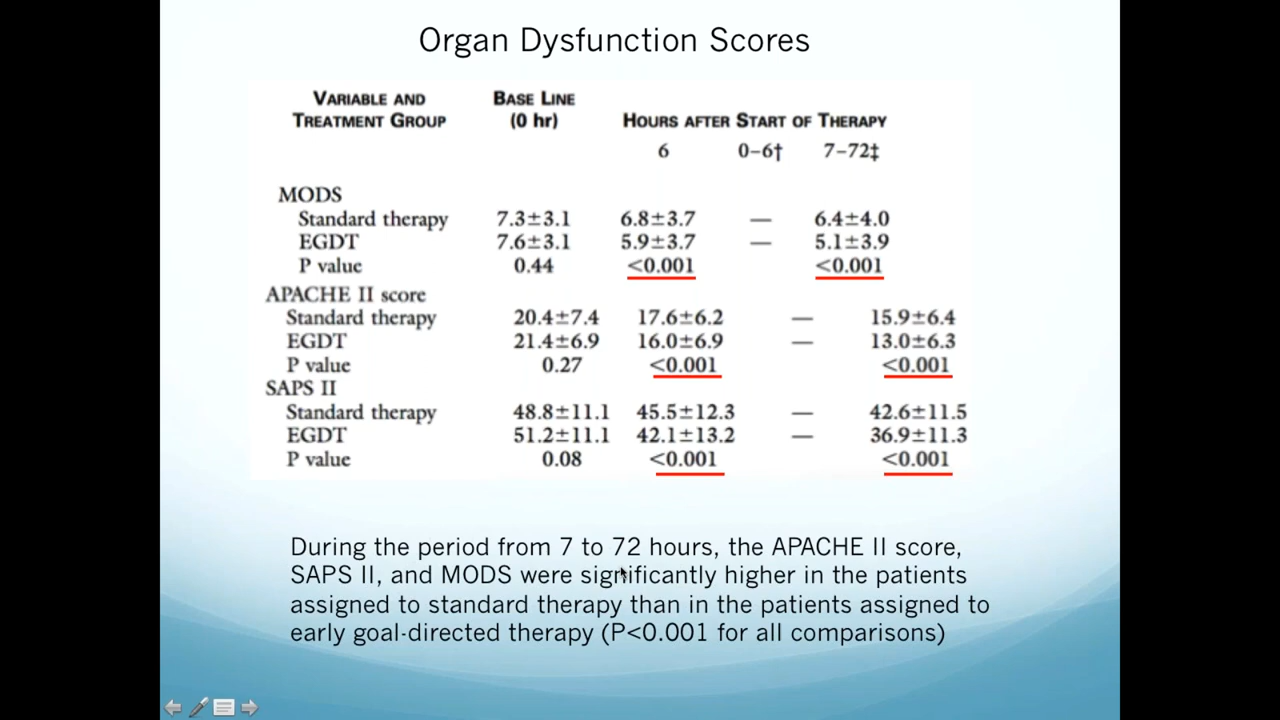 Organ Dysfunction Scores
VARIABLE AND BASE LINE
TREATMENT GROUP (0 hr) HOURS AFTER START OF THERAPY
6 0–6† 7–72‡
MODS
Standard therapy 7.3±3.1 6.8±3.7 — 6.4±4.0
EGDT 7.6±3.1 5.9±3.7 — 5.1±3.9
P value 0.44 <0.001 <0.001
APACHE II score
Standard therapy 20.4±7.4 17.6±6.2 — 15.9±6.4
EGDT 21.4±6.9 16.0±6.9 — 13.0±6.3
P value 0.27 <0.001 <0.001
SAPS II
Standard therapy 48.8±11.1 45.5±12.3 — 42.6±11.5
EGDT 51.2±11.1 42.1±13.2 — 36.9±11.3
P value 0.08 <0.001 <0.001
During the period from 7 to 72 hours, the APACHE II score,
SAPS II, and MODS were significantly higher in the patients
assigned to standard therapy than in the patients assigned to
early goal-directed therapy (P<0.001 for all comparisons)